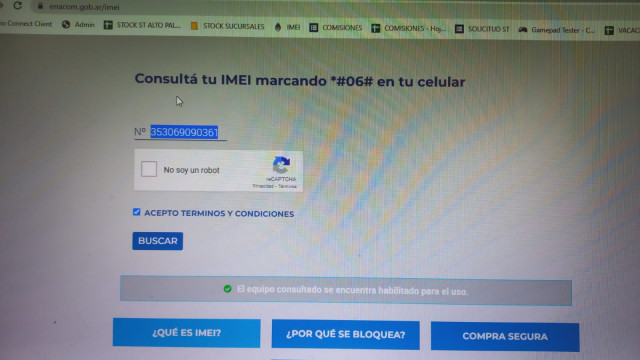 enacom.gob.ar/imei
ro Connect Client Admin STOCK ST ALTO PAL... STOCK SUCURSALES IMEI COMISIONES COMISIONES - Hoj... SOLICITUD ST Gamepad Tester - C... VACAC
Consultá tu IMEI marcando *#06# en tu celular
Nº 353069090361
No soy un robot
reCAPTCHA
Privacidad - Términos
ACEPTO TERMINOS Y CONDICIONES
BUSCAR
El equipo consultado se encuentra habilitado para el uso.
¿QUÉ ES IMEI? ¿POR QUÉ SE BLOQUEA? COMPRA SEGURA